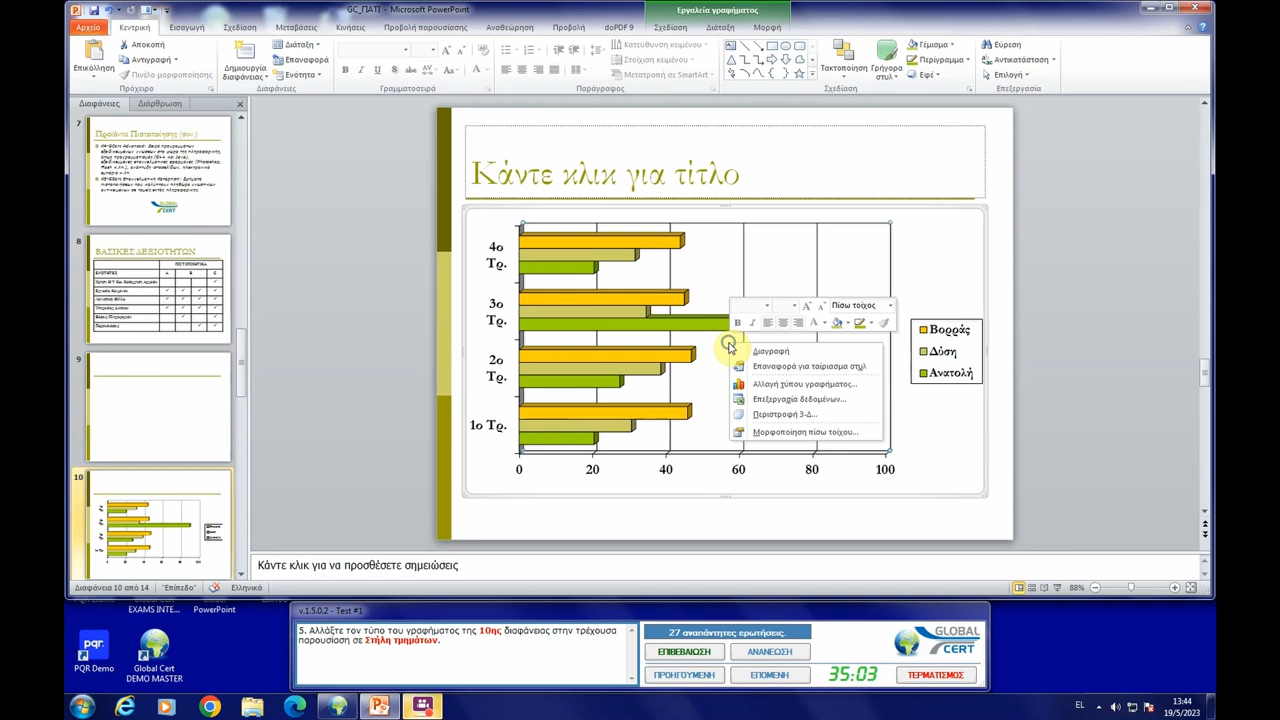 GC_ΓΙΑΤΙ - Microsoft PowerPoint
Εργαλεία γραφήματος
Αρχείο Κεντρική Εισαγωγή Σχεδίαση Μεταβάσεις Κινήσεις Προβολή παρουσίασης Αναθεώρηση Προβολή doPDF 9 Σχεδίαση Διάταξη Μορφή
Επικόλληση
Αποκοπή
Αντιγραφή
Πινέλο μορφοποίησης
Πρόχειρο
Δημιουργία διαφάνειας
Διάταξη
Επαναφορά
Ενότητα
Διαφάνειες
Γραμματοσειρά
Κατεύθυνση κειμένου
Στοίχιση κειμένου
Μετατροπή σε SmartArt
Παράγραφος
Τακτοποίηση
Γρήγορα στυλ
Γέμισμα
Περίγραμμα
Εφέ
Σχεδίαση
Εύρεση
Αντικατάσταση
Επιλογή
Επεξεργασία
Διαφάνειες Διάρθρωση
7
Προϊόντα Πιστοποίησης (συν.)
GLOBAL CERT
8
ΒΑΣΙΚΕΣ ΔΕΞΙΟΤΗΤΩΝ
9
10
Κάντε κλικ για τίτλο
4ο Τρ.
3ο Τρ.
2ο Τρ.
1ο Τρ.
0 20 40 60 80 100
Βορράς
Δύση
Ανατολή
Πίσω τοίχος
Διαγραφή
Επαναφορά για ταίριασμα στυλ
Αλλαγή τύπου γραφήματος...
Επεξεργασία δεδομένων...
Περιστροφή 3-Δ...
Μορφοποίηση πίσω τοίχου...
Κάντε κλικ για να προσθέσετε σημειώσεις
Διαφάνεια 10 από 14 "Επίπεδο" Ελληνικά 88%
EXAMS INTE...
PowerPoint
PQR Demo
Global Cert DEMO MASTER
v.1.5.0.2 - Test #1
5. Αλλάξτε τον τύπο του γραφήματος της 10ης διαφάνειας στην τρέχουσα
παρουσίαση σε Στήλη τμημάτων.
27 αναπάντητες ερωτήσεις.
ΕΠΙΒΕΒΑΙΩΣΗ ΑΝΑΝΕΩΣΗ
ΠΡΟΗΓΟΥΜΕΝΗ ΕΠΟΜΕΝΗ
35:03
GLOBAL CERT
ΤΕΡΜΑΤΙΣΜΟΣ
EL
13:44
19/5/2023